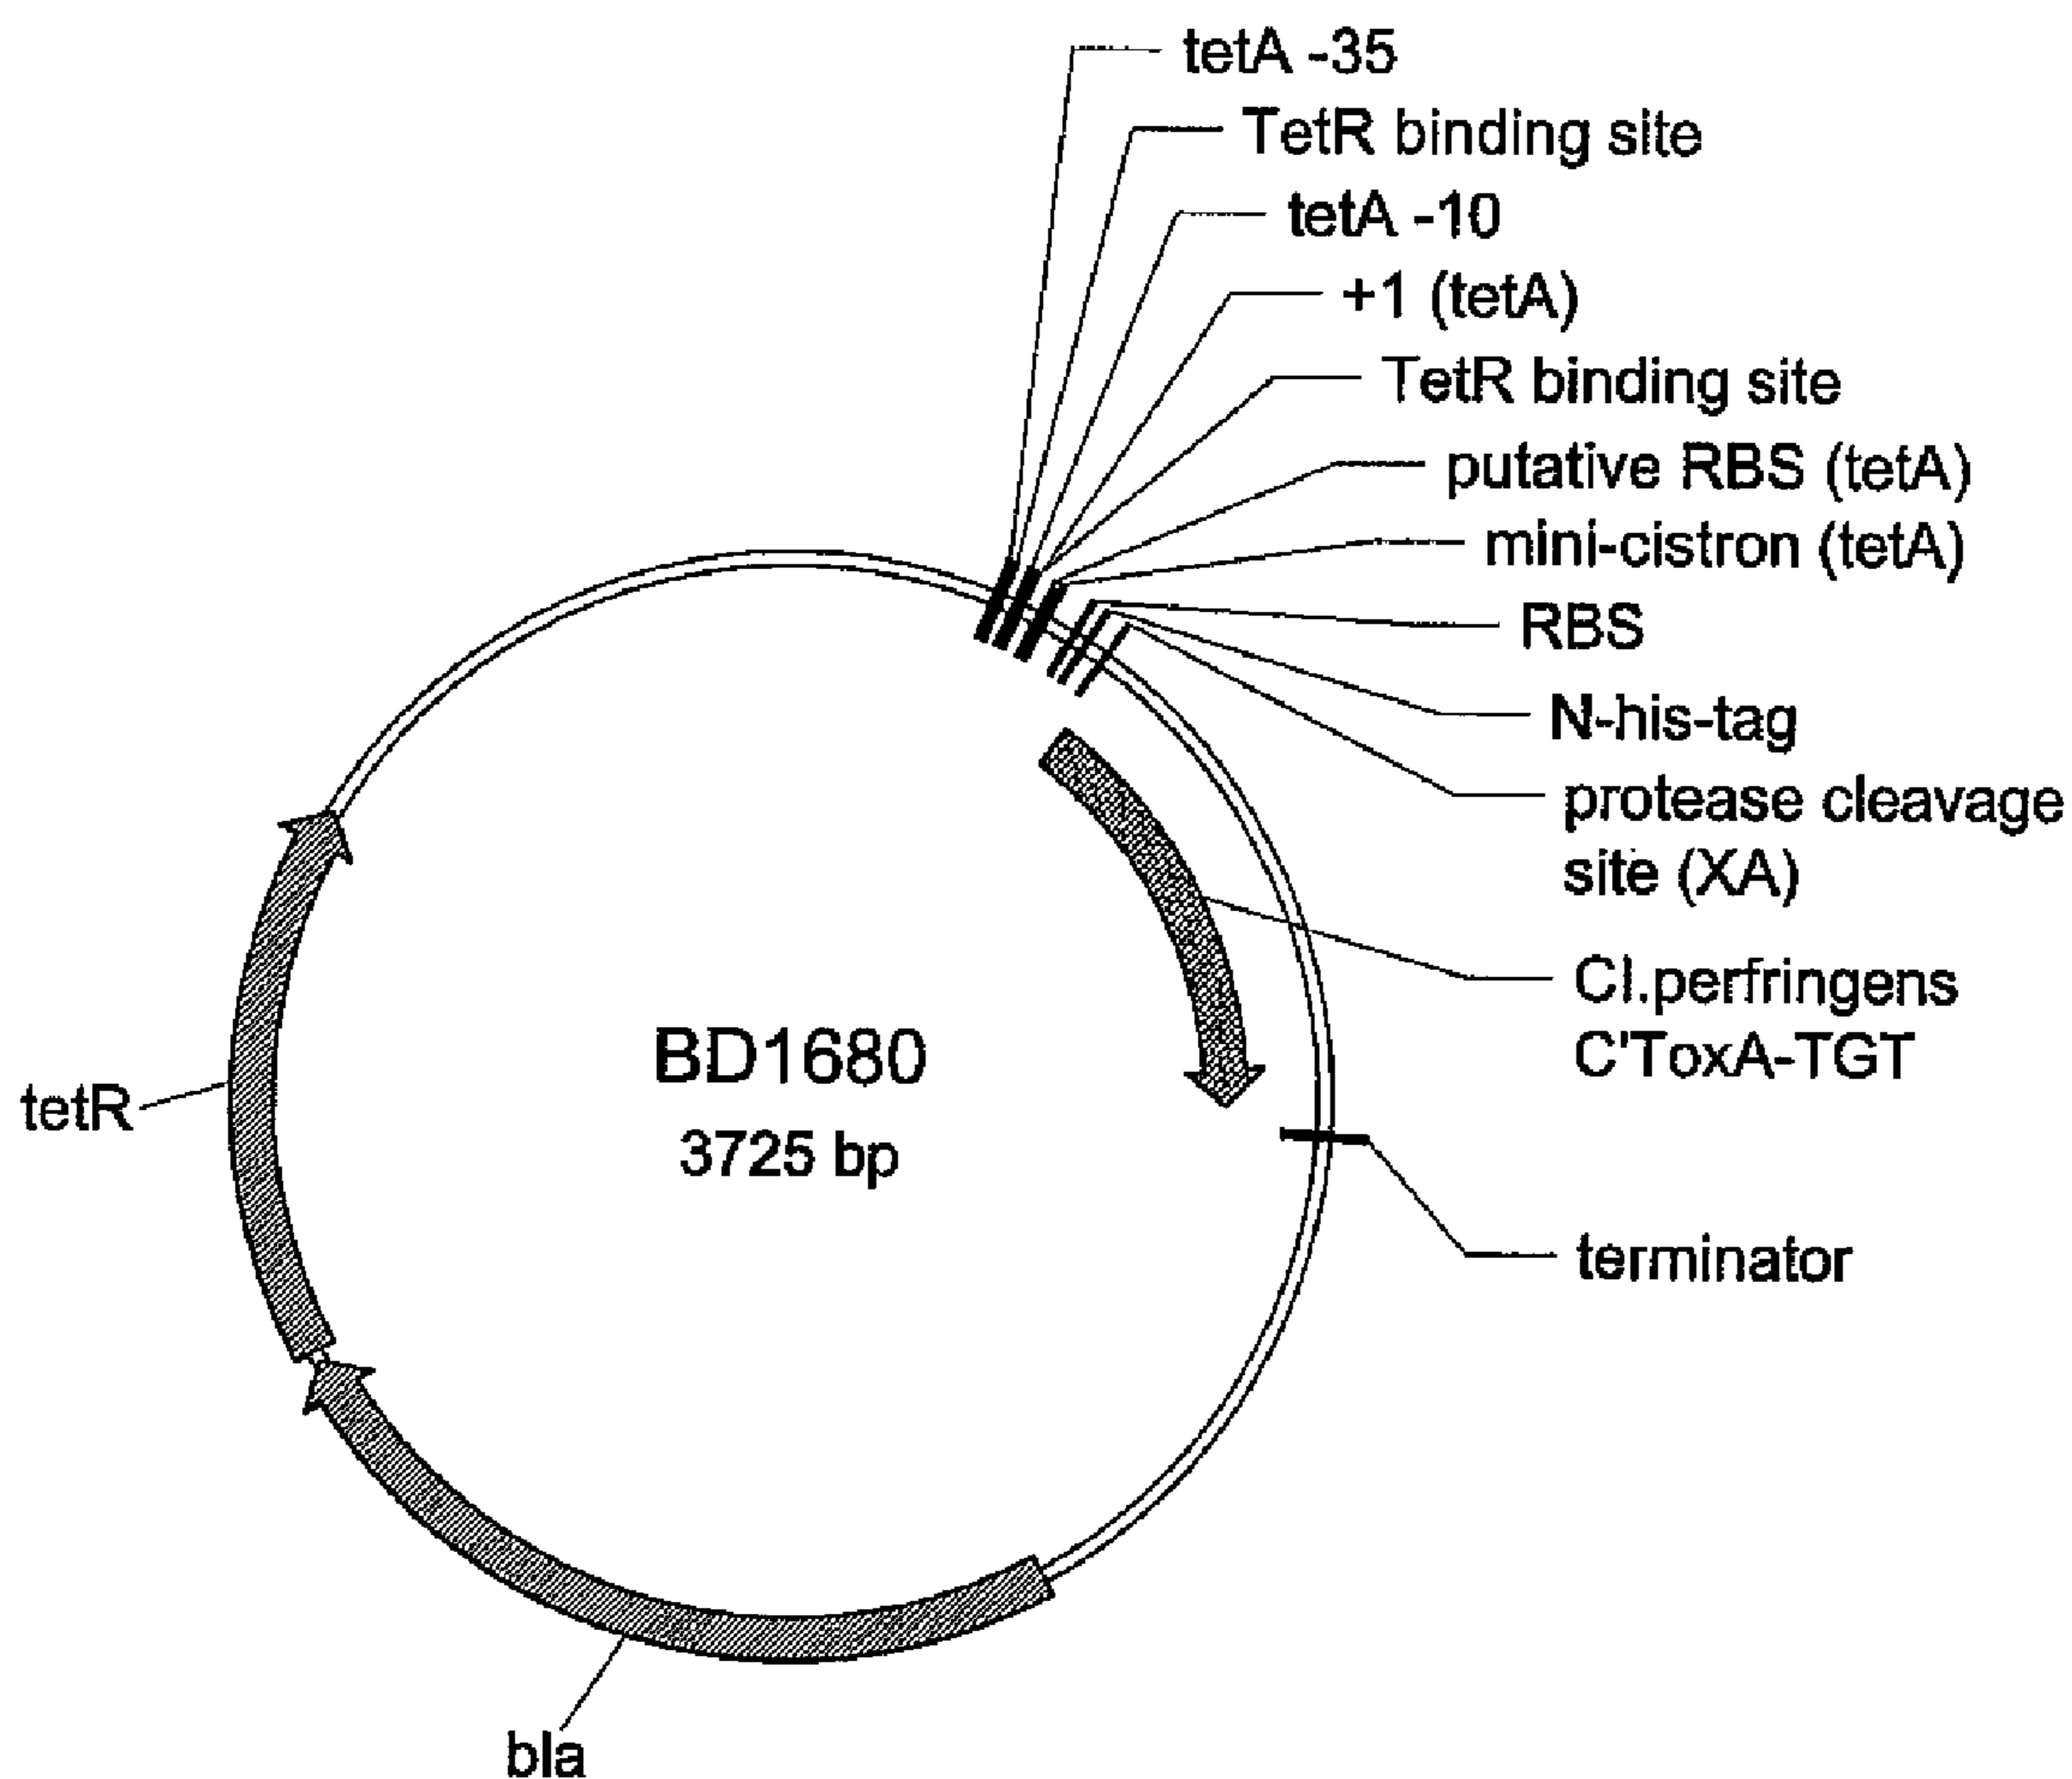 tetA -35
TetR binding site
tetA -10
+1 (tetA)
TetR binding site
putative RBS (tetA)
mini-cistron (tetA)
RBS
N-his-tag
protease cleavage
site (XA)
Cl.perfringens
C'ToxA-TGT
BD1680
3725 bp
tetR
terminator
bla